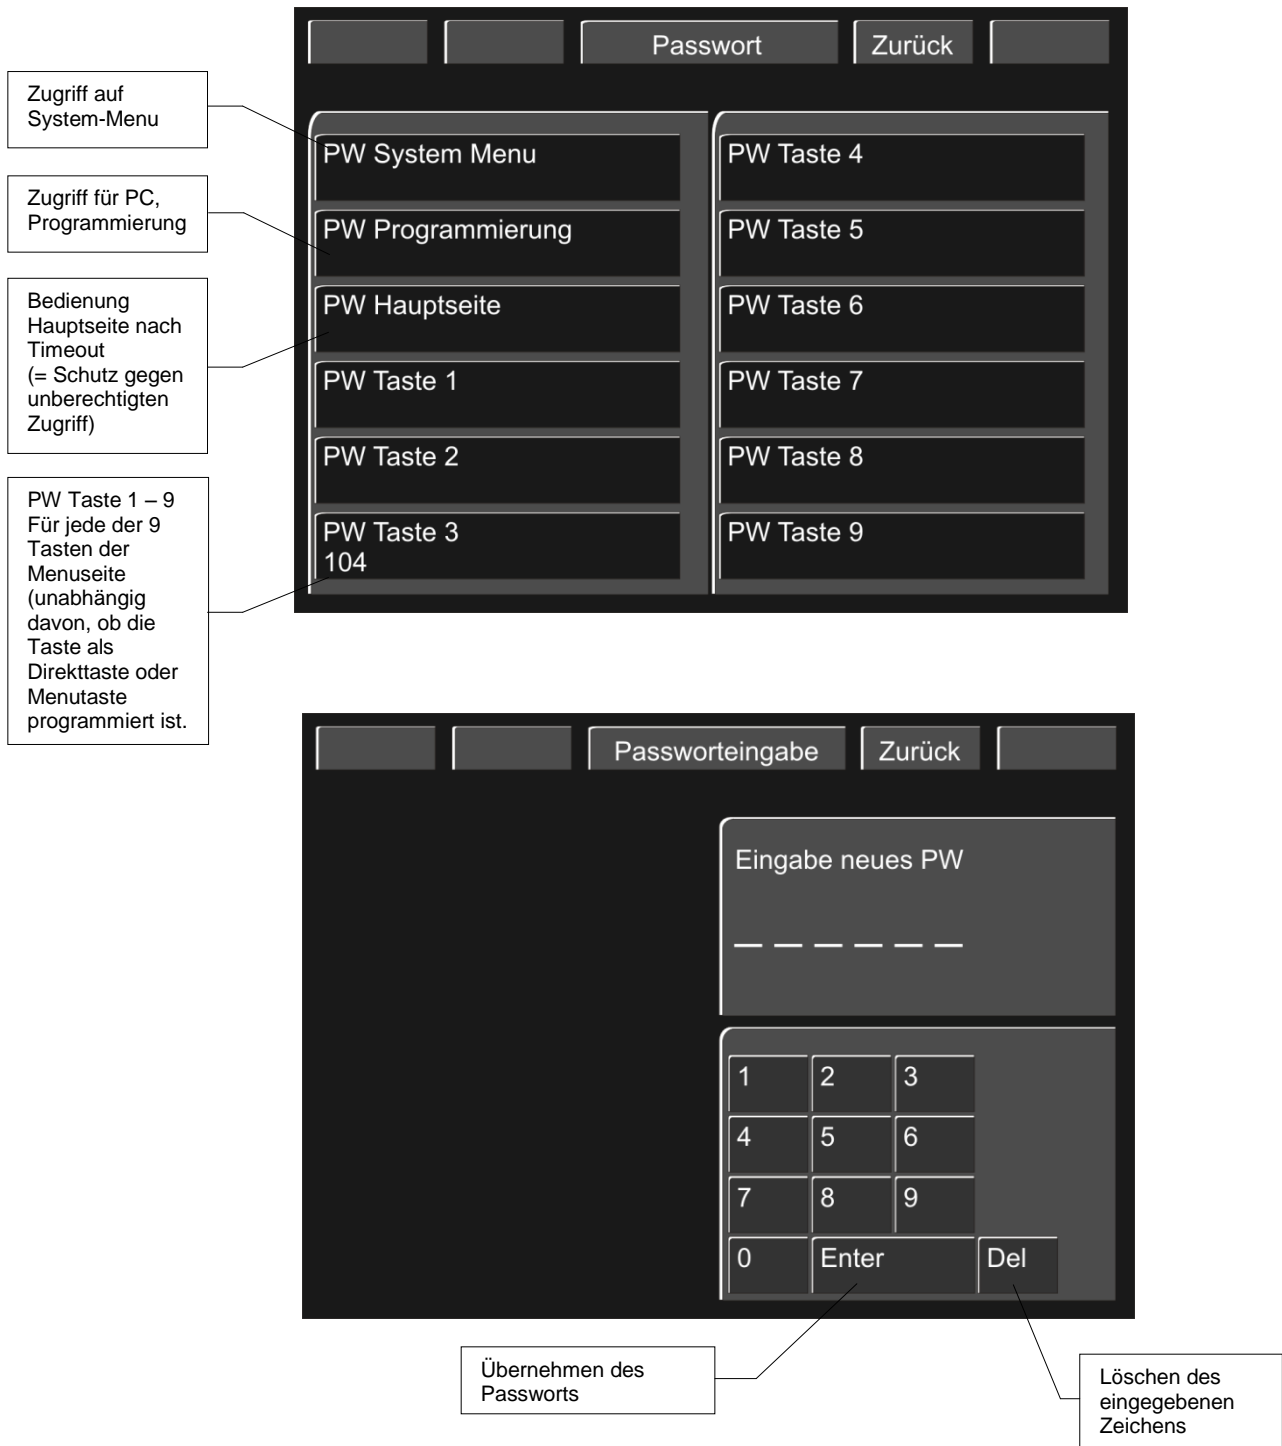 Passwort
Zurück
Zugriff auf
System-Menu
Zugriff für PC,
Programmierung
Bedienung
Hauptseite nach
Timeout
(= Schutz gegen
unberechtigten
Zugriff)
PW Taste 1 – 9
Für jede der 9
Tasten der
Menuseite
(unabhängig
davon, ob die
Taste als
Direkttaste oder
Menutaste
programmiert ist.
PW System Menu
PW Programmierung
PW Hauptseite
PW Taste 1
PW Taste 2
PW Taste 3
104
PW Taste 4
PW Taste 5
PW Taste 6
PW Taste 7
PW Taste 8
PW Taste 9
Passworteingabe
Zurück
Eingabe neues PW
_ _ _ _ _ _
1 2 3
4 5 6
7 8 9
0 Enter Del
Übernehmen des
Passworts
Löschen des
eingegebenen
Zeichens